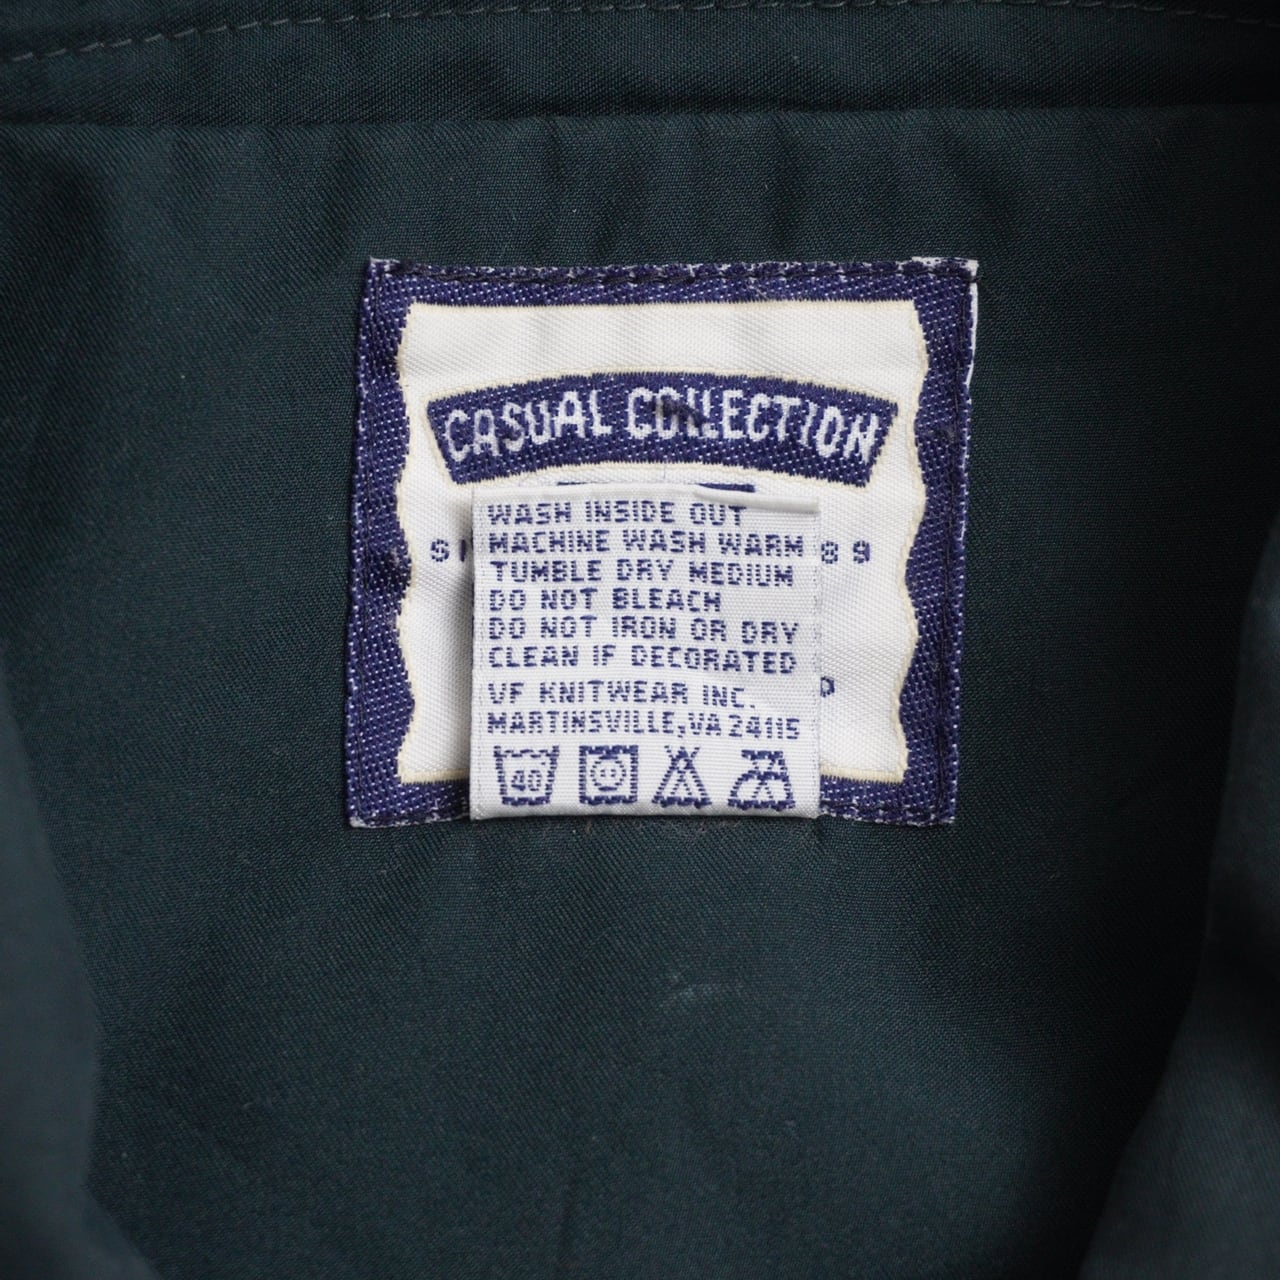 CASUAL COLLECTION
WASH INSIDE OUT
MACHINE WASH WARM
89
TUMBLE DRY MEDIUM
DO NOT BLEACH
DO NOT IRON OR DRY
CLEAN IF DECORATED
VF KNITWEAR INC.
MARTINSVILLE,VA 24115
40